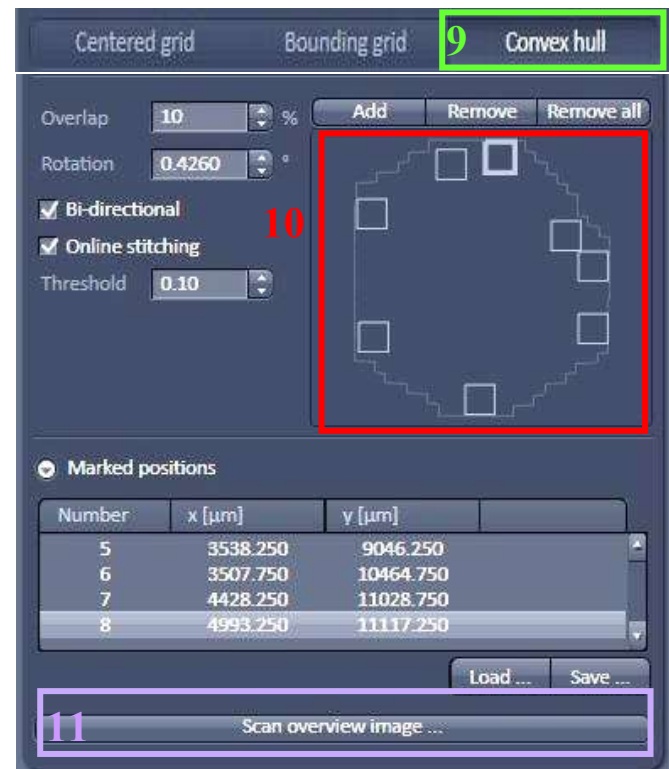 Centered grid Bounding grid 9 Convex hull
Overlap 10 % Add Remove Remove all
Rotation 0.4260 °
Bi-directional
10
Online stitching
Threshold 0.10
Marked positions
Number x [µm] y [µm]
5 3538.250 9046.250
6 3507.750 10464.750
7 4428.250 11028.750
8 4993.250 11117.250
Load ... Save ...
11 Scan overview image ...